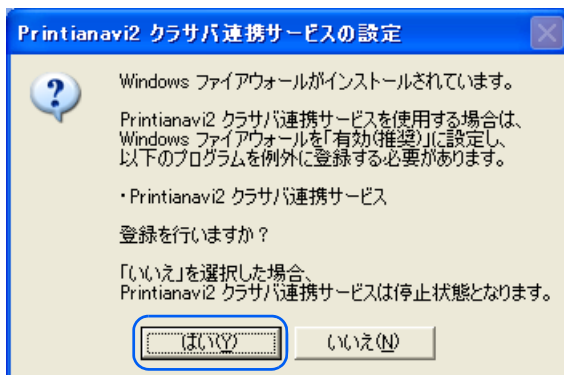 Printianavi2 クラサバ連携サービスの設定
Windows ファイアウォールがインストールされています。
Printianavi2 クラサバ連携サービスを使用する場合は、
Windows ファイアウォールを「有効(推奨)」に設定し、
以下のプログラムを例外に登録する必要があります。
・Printianavi2 クラサバ連携サービス
登録を行いますか？
「いいえ」を選択した場合、
Printianavi2 クラサバ連携サービスは停止状態となります。
はい(Y) いいえ(N)